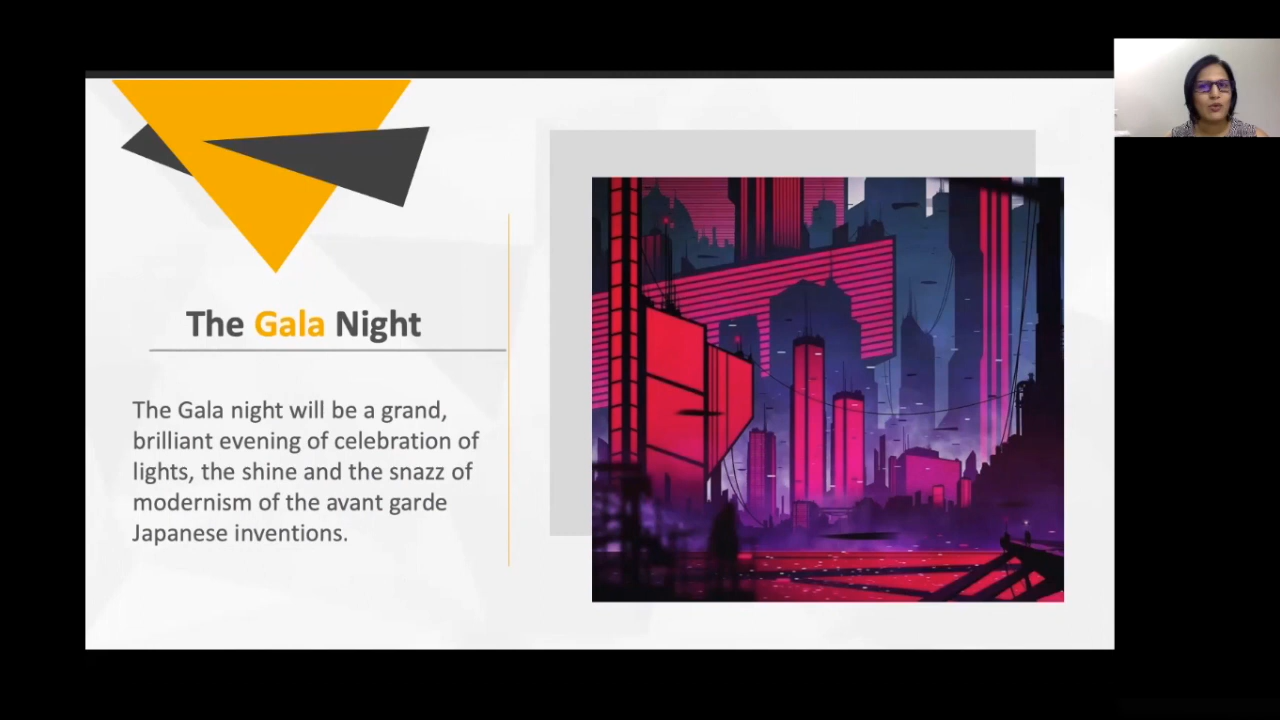 The Gala Night
The Gala night will be a grand,
brilliant evening of celebration of
lights, the shine and the snazz of
modernism of the avant garde
Japanese inventions.